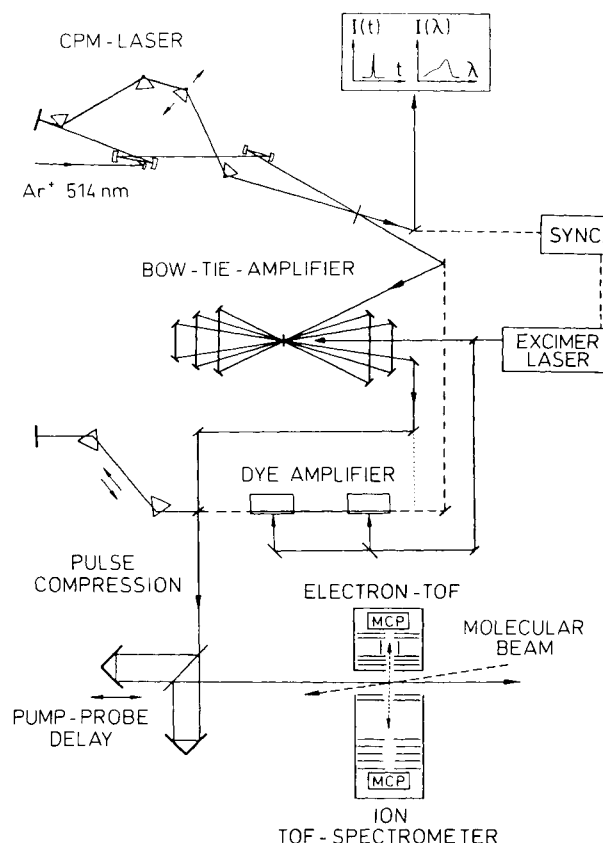 CPM-LASER
I(t) I(λ)
t λ
Ar⁺ 514 nm
SYNC
BOW-TIE-AMPLIFIER
EXCIMER
LASER
DYE AMPLIFIER
PULSE
COMPRESSION
ELECTRON-TOF
MCP
MOLECULAR
BEAM
PUMP-PROBE
DELAY
MCP
ION
TOF-SPECTROMETER